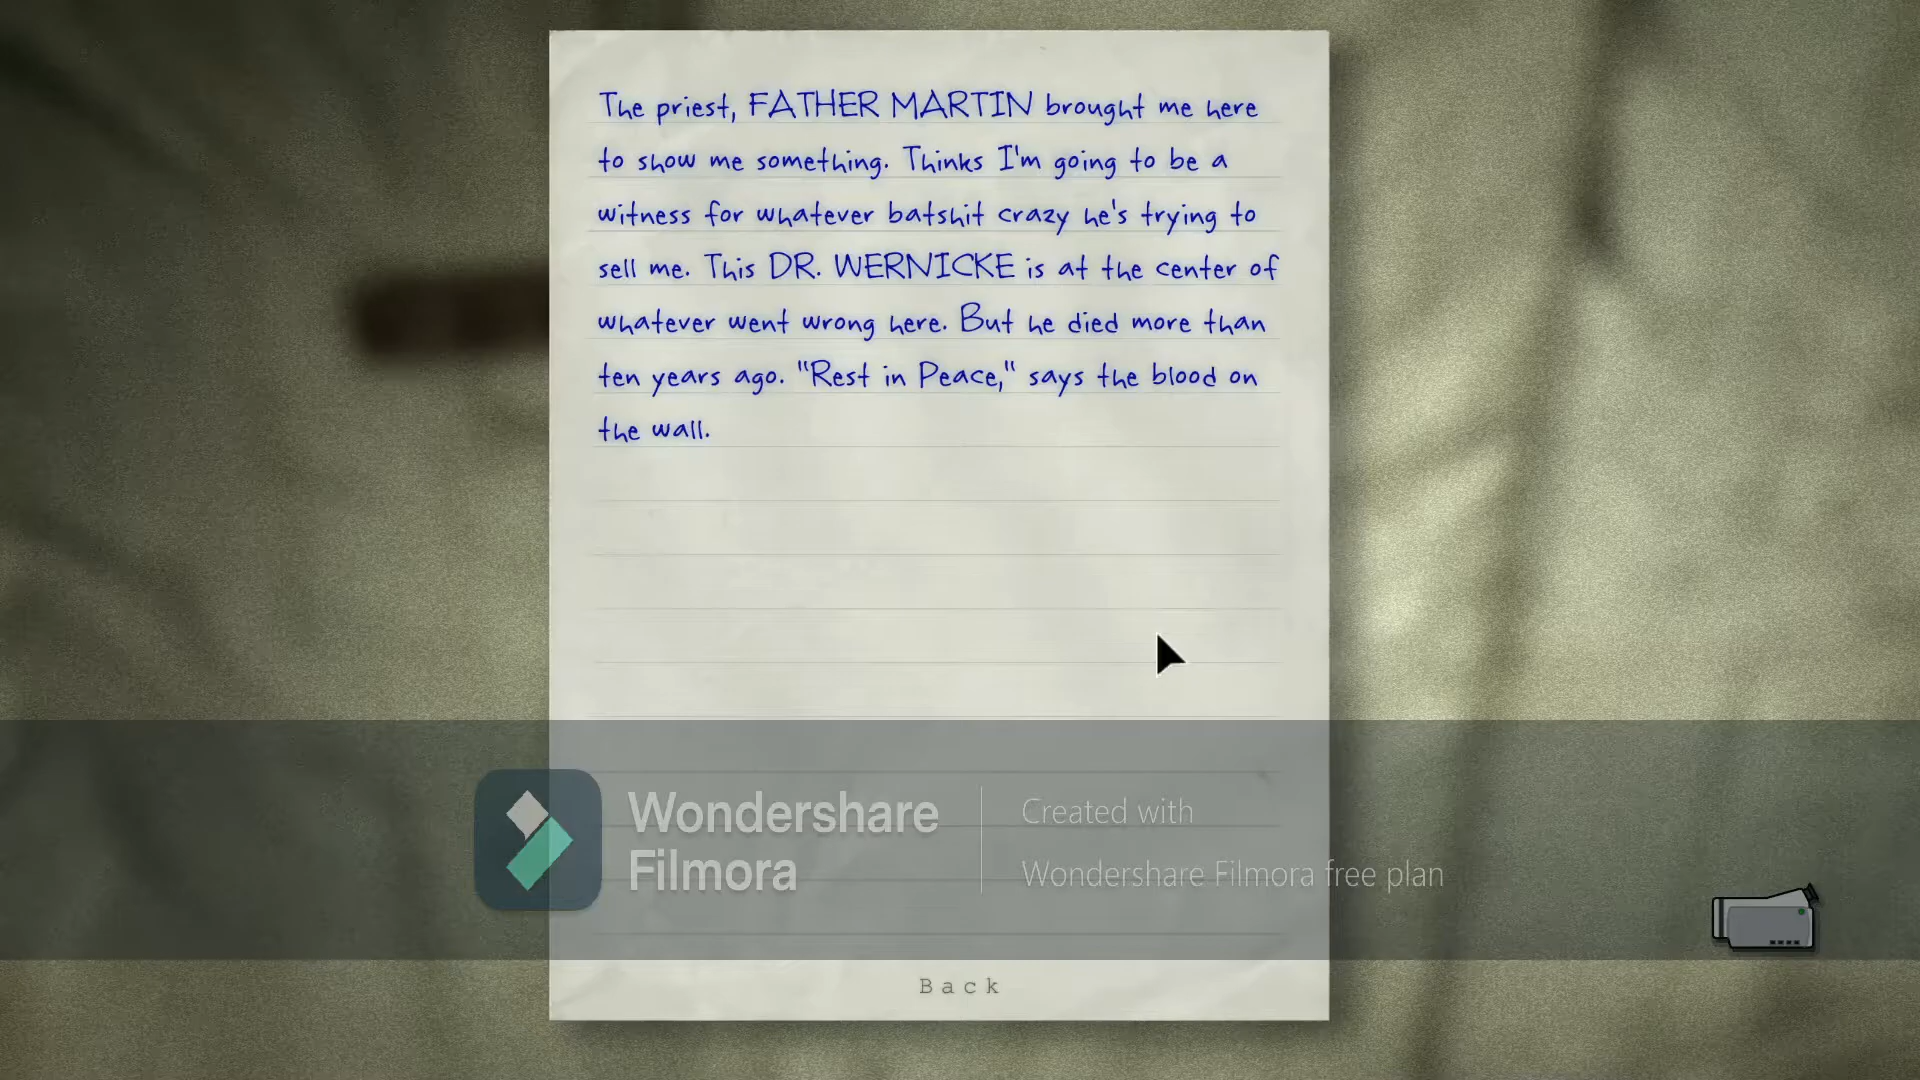 The priest, FATHER MARTIN brought me here
to show me something. Thinks I'm going to be a
witness for whatever batshit crazy he's trying to
sell me. This DR. WERNICKE is at the center of
whatever went wrong here. But he died more than
ten years ago. "Rest in Peace," says the blood on
the wall.
Wondershare
Filmora
Created with
Wondershare Filmora free plan
Back